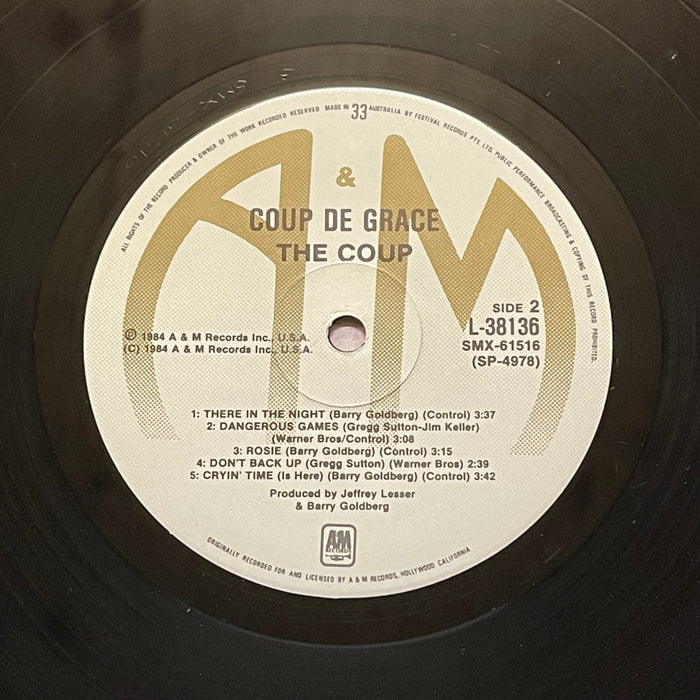 ALL RIGHTS OF THE RECORD PRODUCER & OWNER OF THE WORK RECORDED RESERVED MADE IN 33 AUSTRALIA BY FESTIVAL RECORDS PTY. LTD. PUBLIC PERFORMANCE BROADCASTING & COPYING OF THIS RECORD PROHIBITED.
A & M
COUP DE GRACE
THE COUP
SIDE 2
L-38136
SMX-61516
(SP-4978)
Ⓟ 1984 A & M Records Inc., U.S.A.
(C) 1984 A & M Records Inc., U.S.A.
1: THERE IN THE NIGHT (Barry Goldberg) (Control) 3:37
2: DANGEROUS GAMES (Gregg Sutton-Jim Keller)
(Warner Bros/Control) 3:08
3: ROSIE (Barry Goldberg) (Control) 3:15
4: DON'T BACK UP (Gregg Sutton) (Warner Bros) 2:39
5: CRYIN' TIME (Is Here) (Barry Goldberg) (Control) 3:42
Produced by Jeffrey Lesser
& Barry Goldberg
A&M
RECORDS
ORIGINALLY RECORDED FOR AND LICENSED BY A & M RECORDS, HOLLYWOOD CALIFORNIA